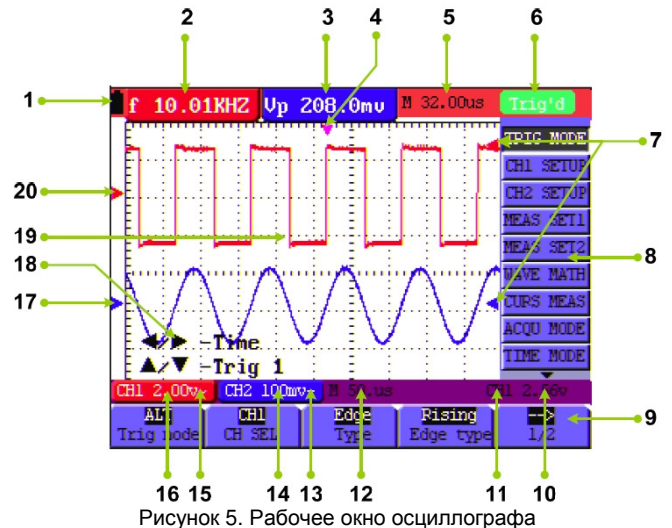 2 3 4 5 6
1
f 10.01KHZ Vp 208.0mv M 32.00us Trig'd
7
TRIG MODE
CH1 SETUP
CH2 SETUP
MEAS SET1
MEAS SET2
WAVE MATH
CURS MEAS
ACQU MODE
TIME MODE
8
20
19
18
17
◄/► -Time
▲/▼ -Trig 1
CH1 2.00v~ CH2 100mv~ M 50.us CH1 2.56v
ALT CH1 Edge Rising -->
Trig mode CH SEL Type Edge type 1/2
9
16 15 14 13 12 11 10
Рисунок 5. Рабочее окно осциллографа